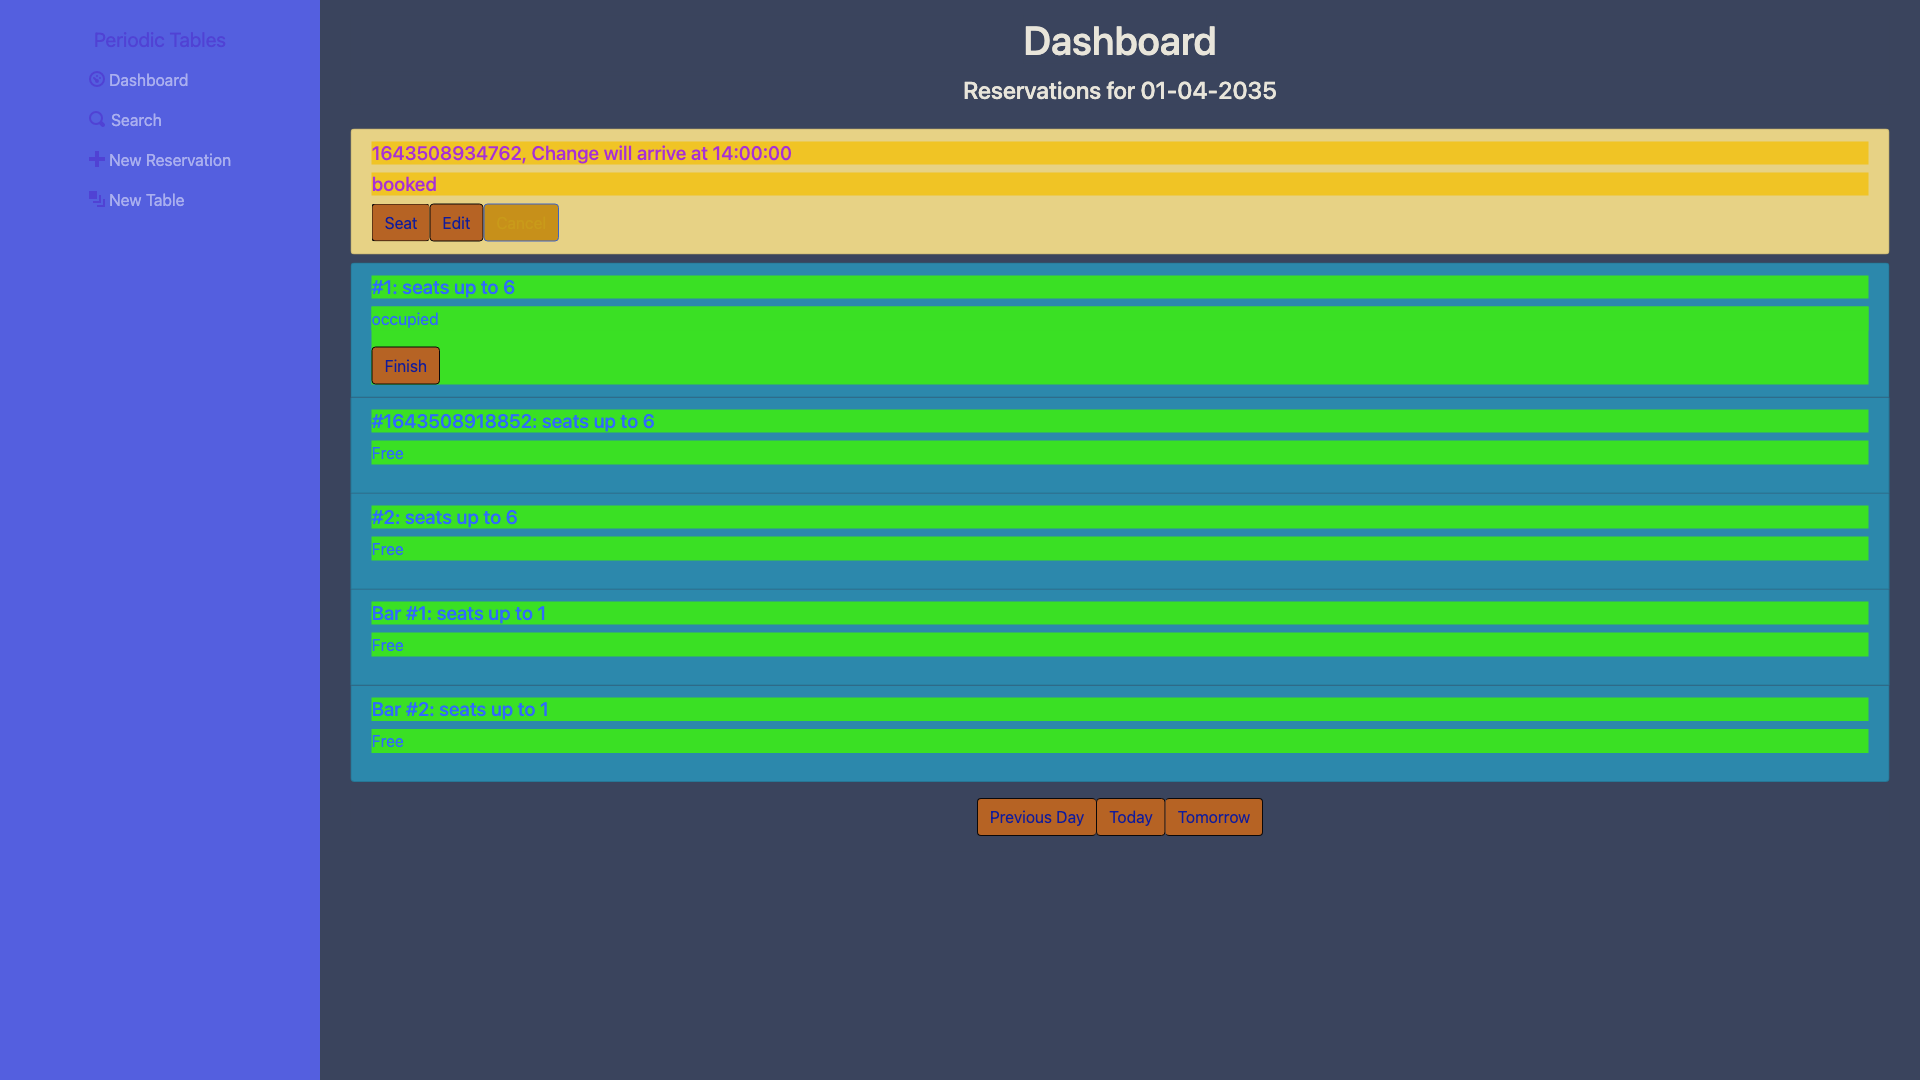 Periodic Tables
Dashboard
Search
New Reservation
New Table
Dashboard
Reservations for 01-04-2035
1643508934762, Change will arrive at 14:00:00
booked
Seat Edit Cancel
#1: seats up to 6
occupied
Finish
#1643508918852: seats up to 6
Free
#2: seats up to 6
Free
Bar #1: seats up to 1
Free
Bar #2: seats up to 1
Free
Previous Day Today Tomorrow